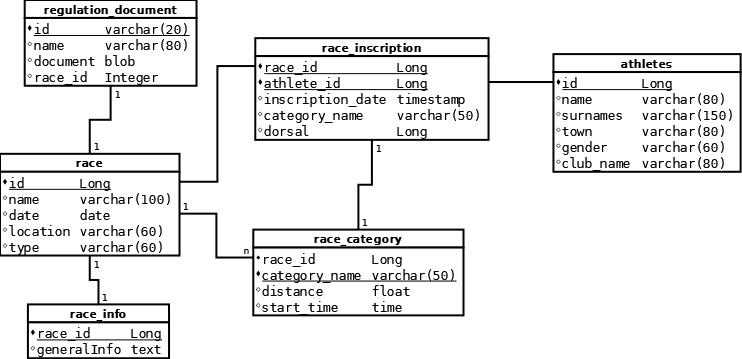 regulation_document
id varchar(20)
name varchar(80)
document blob
race_id Integer
1
1
race
id Long
name varchar(100)
date date
location varchar(60)
type varchar(60)
1
n
1
1
race_info
race_id Long
generalInfo text
race_inscription
race_id Long
athlete_id Long
inscription_date timestamp
category_name varchar(50)
dorsal Long
1
1
race_category
race_id Long
category_name varchar(50)
distance float
start_time time
athletes
id Long
name varchar(80)
surnames varchar(150)
town varchar(80)
gender varchar(60)
club_name varchar(80)